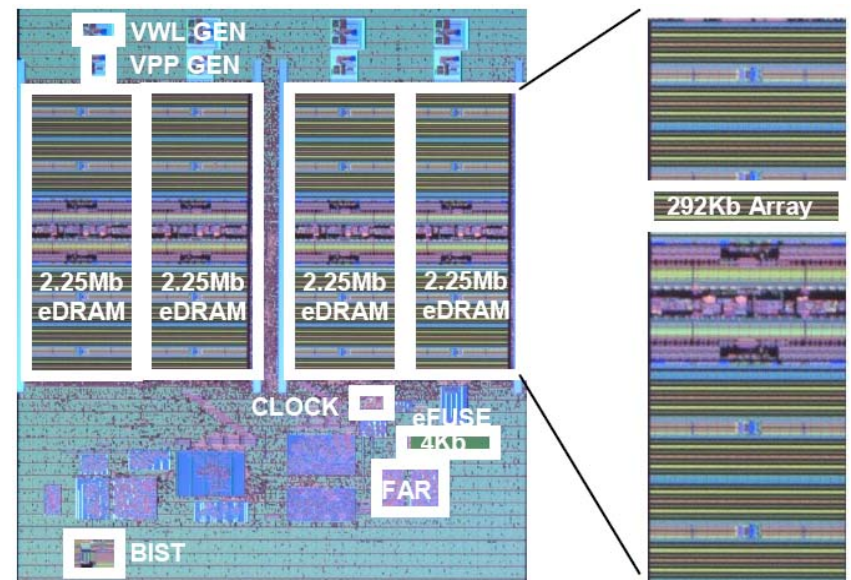 VWL GEN
VPP GEN
2.25Mb
eDRAM
2.25Mb
eDRAM
2.25Mb
eDRAM
2.25Mb
eDRAM
292Kb Array
CLOCK
eFUSE
4Kb
FAR
BIST